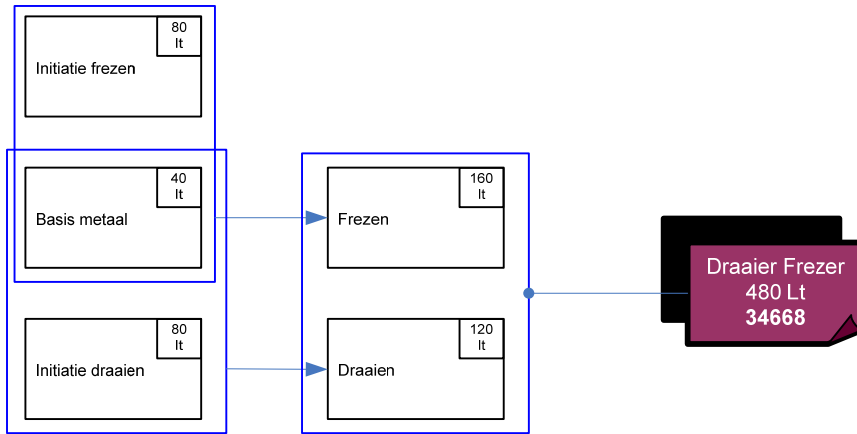 80
lt
Initiatie frezen
40
lt
Basis metaal
80
lt
Initiatie draaien
160
lt
Frezen
120
lt
Draaien
Draaier Frezer
480 Lt
34668